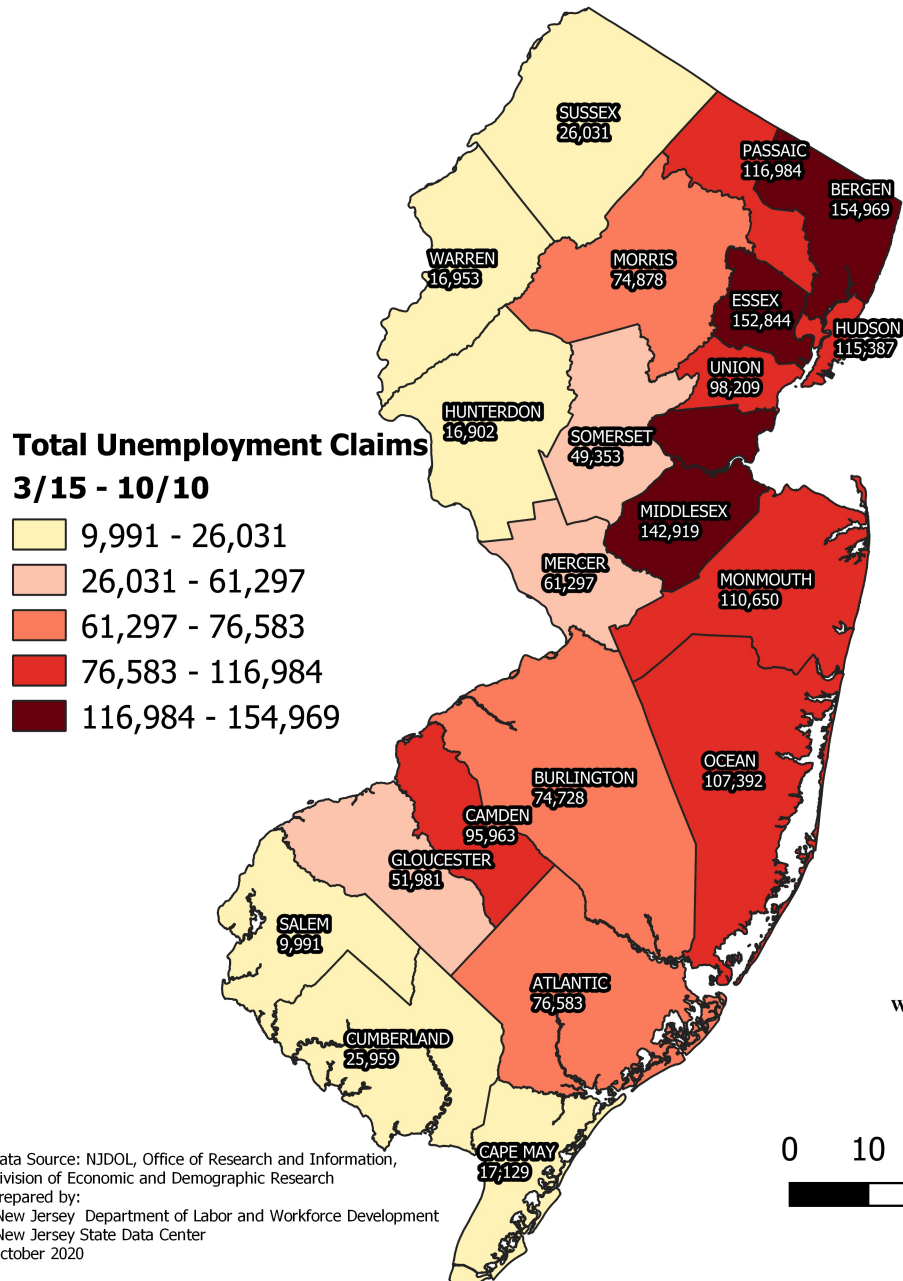 SUSSEX
26,031
PASSAIC
116,984
BERGEN
154,969
WARREN
16,953
MORRIS
74,878
ESSEX
152,844
HUDSON
115,387
UNION
98,209
HUNTERDON
16,902
SOMERSET
49,353
Total Unemployment Claims
3/15 - 10/10
9,991 - 26,031
26,031 - 61,297
61,297 - 76,583
76,583 - 116,984
116,984 - 154,969
MIDDLESEX
142,919
MERCER
61,297
MONMOUTH
110,650
OCEAN
107,392
BURLINGTON
74,728
CAMDEN
95,963
GLOUCESTER
51,981
SALEM
9,991
ATLANTIC
76,583
W
CUMBERLAND
25,959
CAPE MAY
17,129
0 10
ata Source: NJDOL, Office of Research and Information,
ivision of Economic and Demographic Research
repared by:
New Jersey Department of Labor and Workforce Development
New Jersey State Data Center
ctober 2020